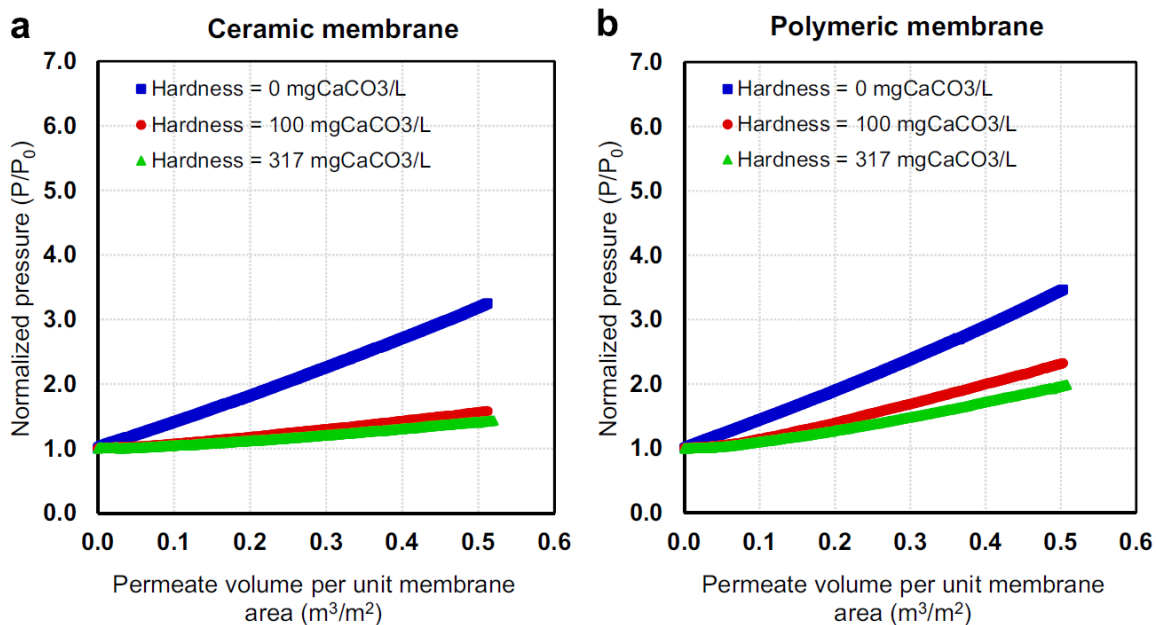 a
Ceramic membrane
7.0
6.0
5.0
4.0
3.0
2.0
1.0
0.0
Normalized pressure (P/P₀)
Hardness = 0 mgCaCO3/L
Hardness = 100 mgCaCO3/L
Hardness = 317 mgCaCO3/L
0.0 0.1 0.2 0.3 0.4 0.5 0.6
Permeate volume per unit membrane
area (m³/m²)
b
Polymeric membrane
7.0
6.0
5.0
4.0
3.0
2.0
1.0
0.0
Normalized pressure (P/P₀)
Hardness = 0 mgCaCO3/L
Hardness = 100 mgCaCO3/L
Hardness = 317 mgCaCO3/L
0.0 0.1 0.2 0.3 0.4 0.5 0.6
Permeate volume per unit membrane
area (m³/m²)